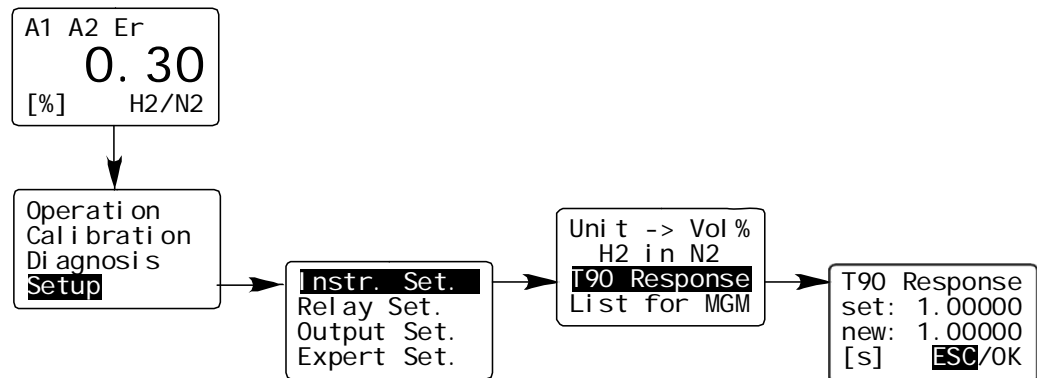 A1 A2 Er
0.30
[%] H2/N2
Operation
Calibration
Diagnosis
Setup
Instr. Set.
Relay Set.
Output Set.
Expert Set.
Unit -> Vol%
H2 in N2
T90 Response
List for MGM
T90 Response
set: 1.00000
new: 1.00000
[s] ESC/OK